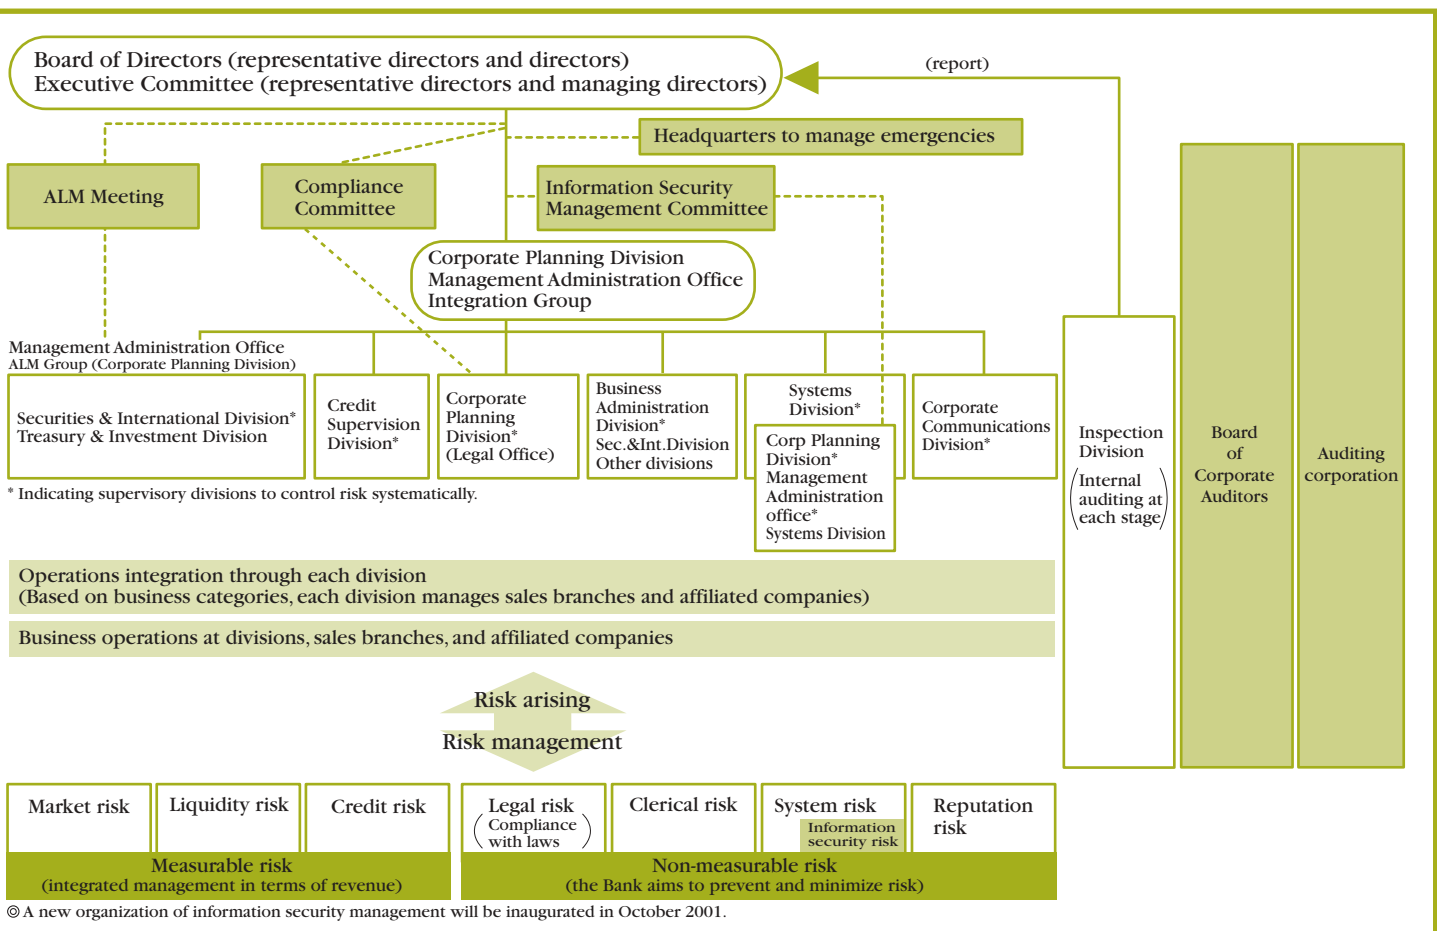 Board of Directors (representative directors and directors)
Executive Committee (representative directors and managing directors)
(report)
Headquarters to manage emergencies
ALM Meeting
Compliance
Committee
Information Security
Management Committee
Corporate Planning Division
Management Administration Office
Integration Group
Management Administration Office
ALM Group (Corporate Planning Division)
Securities & International Division*
Treasury & Investment Division
Credit
Supervision
Division*
Corporate
Planning
Division*
(Legal Office)
Business
Administration
Division*
Sec.&Int.Division
Other divisions
Systems
Division*
Corp Planning
Division*
Management
Administration
office*
Systems Division
Corporate
Communications
Division*
Inspection
Division
(Internal
auditing at
each stage)
Board
of
Corporate
Auditors
Auditing
corporation
* Indicating supervisory divisions to control risk systematically.
Operations integration through each division
(Based on business categories, each division manages sales branches and affiliated companies)
Business operations at divisions, sales branches, and affiliated companies
Risk arising
Risk management
Market risk
Liquidity risk
Credit risk
Legal risk
(Compliance
with laws)
Clerical risk
System risk
Information
security risk
Reputation
risk
Measurable risk
(integrated management in terms of revenue)
Non-measurable risk
(the Bank aims to prevent and minimize risk)
◎ A new organization of information security management will be inaugurated in October 2001.